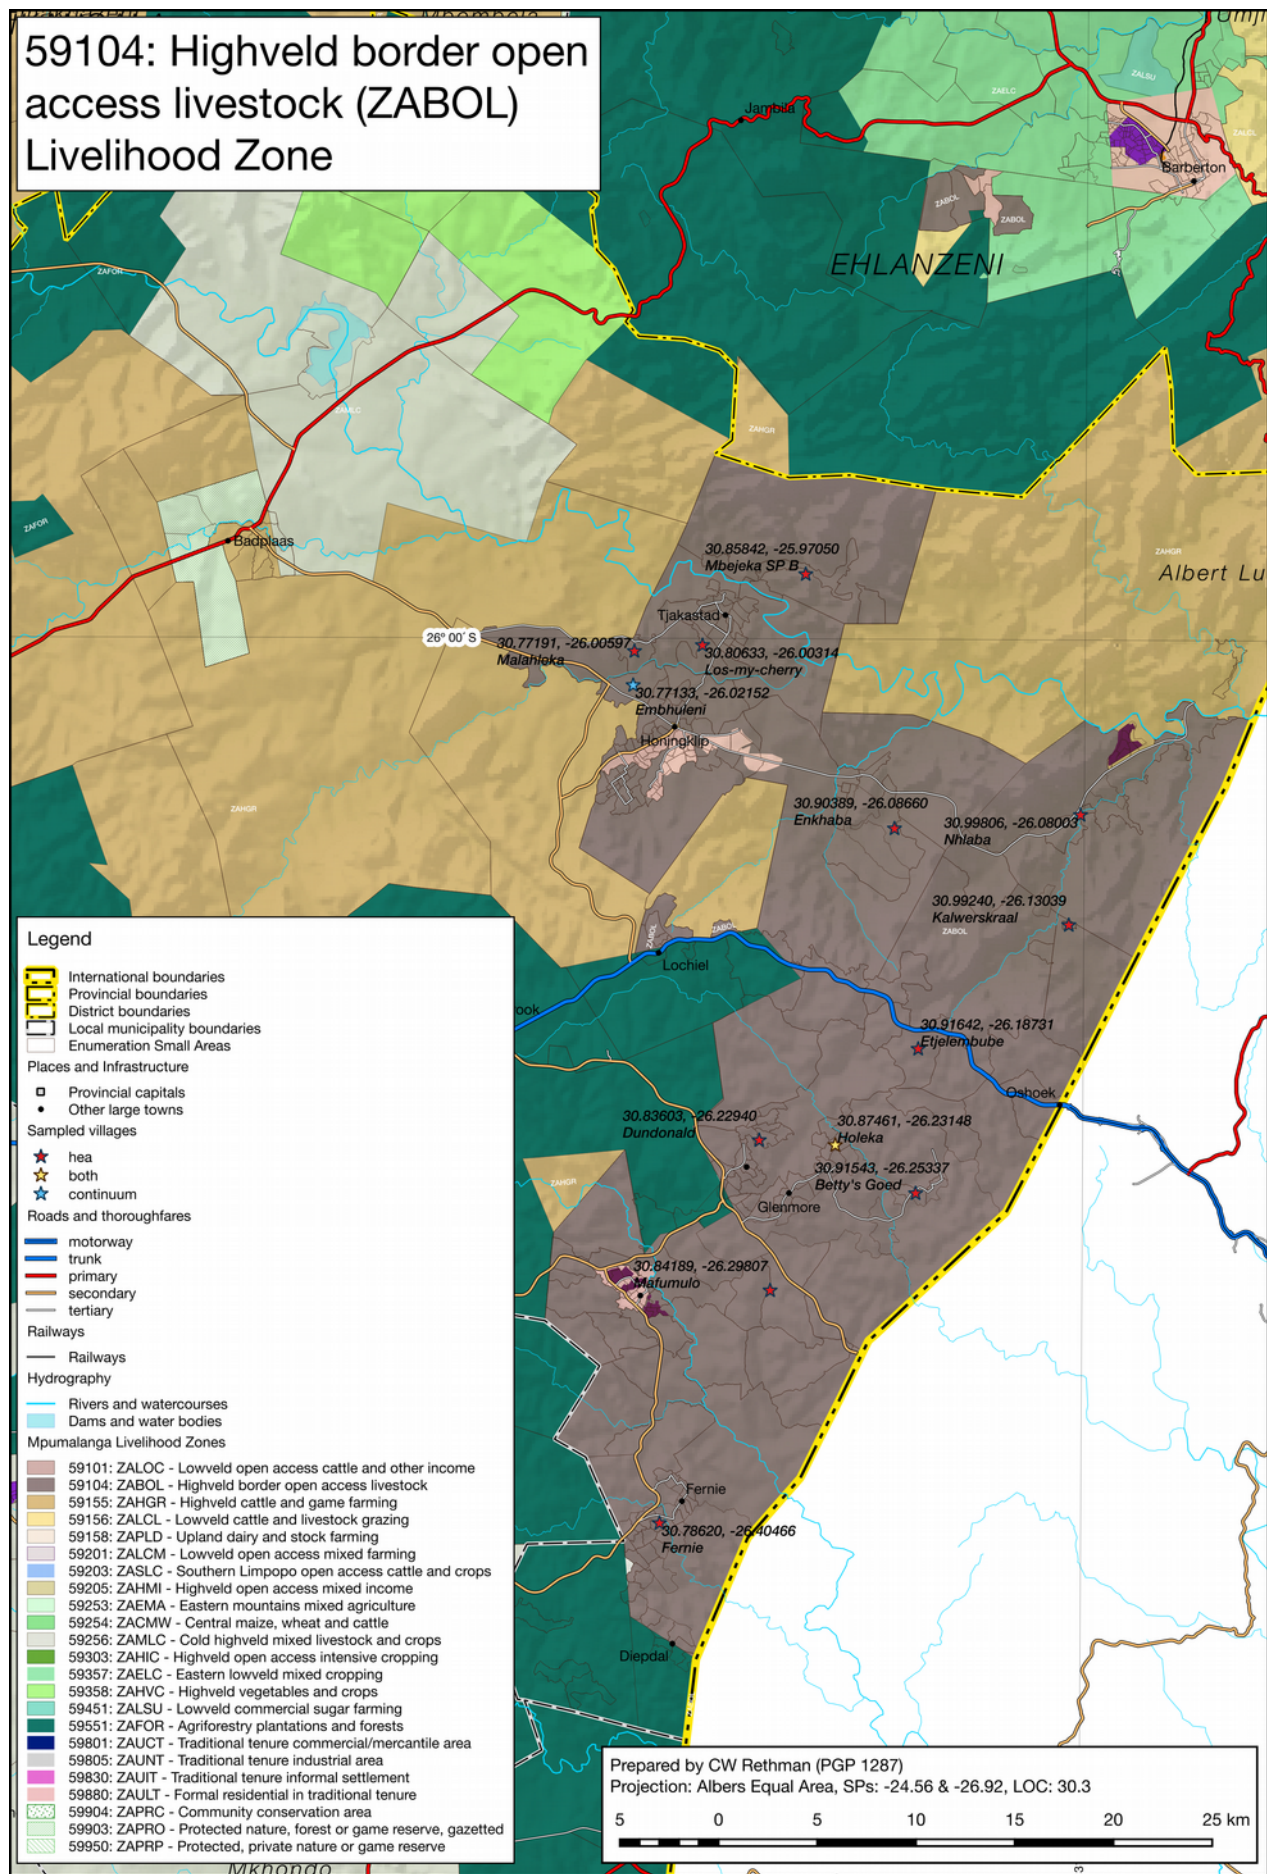 59104: Highveld border open
access livestock (ZABOL)
Livelihood Zone
Jambila
ZAELC
ZALSU
ZALCL
Barberton
ZABOL
ZABOL
EHLANZENI
ZAFOR
ZAMLC
ZAHGR
ZAFOR
Badplaas
ZAHGR
Albert Lu
30.85842, -25.97050
Mbejeka SP B
Tjakastad
26° 00´ S
30.77191, -26.00597
Malahleka
30.80633, -26.00314
Los-my-cherry
30.77133, -26.02152
Embhuleni
Honingklip
ZAHGR
30.90389, -26.08660
Enkhaba
30.99806, -26.08003
Nhlaba
30.99240, -26.13039
Kalwerskraal
ZABOL
ZABOL
ZABOL
Lochiel
rook
30.91642, -26.18731
Etjelembube
Oshoek
30.83603, -26.22940
Dundonald
30.87461, -26.23148
Holeka
30.91543, -26.25337
Betty's Goed
ZAHGR
Glenmore
30.84189, -26.29807
Mafumulo
Fernie
30.78620, -26.40466
Fernie
Diepdal
Legend
International boundaries
Provincial boundaries
District boundaries
Local municipality boundaries
Enumeration Small Areas
Places and Infrastructure
Provincial capitals
Other large towns
Sampled villages
hea
both
continuum
Roads and thoroughfares
motorway
trunk
primary
secondary
tertiary
Railways
Railways
Hydrography
Rivers and watercourses
Dams and water bodies
Mpumalanga Livelihood Zones
59101: ZALOC - Lowveld open access cattle and other income
59104: ZABOL - Highveld border open access livestock
59155: ZAHGR - Highveld cattle and game farming
59156: ZALCL - Lowveld cattle and livestock grazing
59158: ZAPLD - Upland dairy and stock farming
59201: ZALCM - Lowveld open access mixed farming
59203: ZASLC - Southern Limpopo open access cattle and crops
59205: ZAHMI - Highveld open access mixed income
59253: ZAEMA - Eastern mountains mixed agriculture
59254: ZACMW - Central maize, wheat and cattle
59256: ZAMLC - Cold highveld mixed livestock and crops
59303: ZAHIC - Highveld open access intensive cropping
59357: ZAELC - Eastern lowveld mixed cropping
59358: ZAHVC - Highveld vegetables and crops
59451: ZALSU - Lowveld commercial sugar farming
59551: ZAFOR - Agriforestry plantations and forests
59801: ZAUCT - Traditional tenure commercial/mercantile area
59805: ZAUNT - Traditional tenure industrial area
59830: ZAUIT - Traditional tenure informal settlement
59880: ZAULT - Formal residential in traditional tenure
59904: ZAPRC - Community conservation area
59903: ZAPRO - Protected nature, forest or game reserve, gazetted
59950: ZAPRP - Protected, private nature or game reserve
Prepared by CW Rethman (PGP 1287)
Projection: Albers Equal Area, SPs: -24.56 & -26.92, LOC: 30.3
5 0 5 10 15 20 25 km
Mkhondo